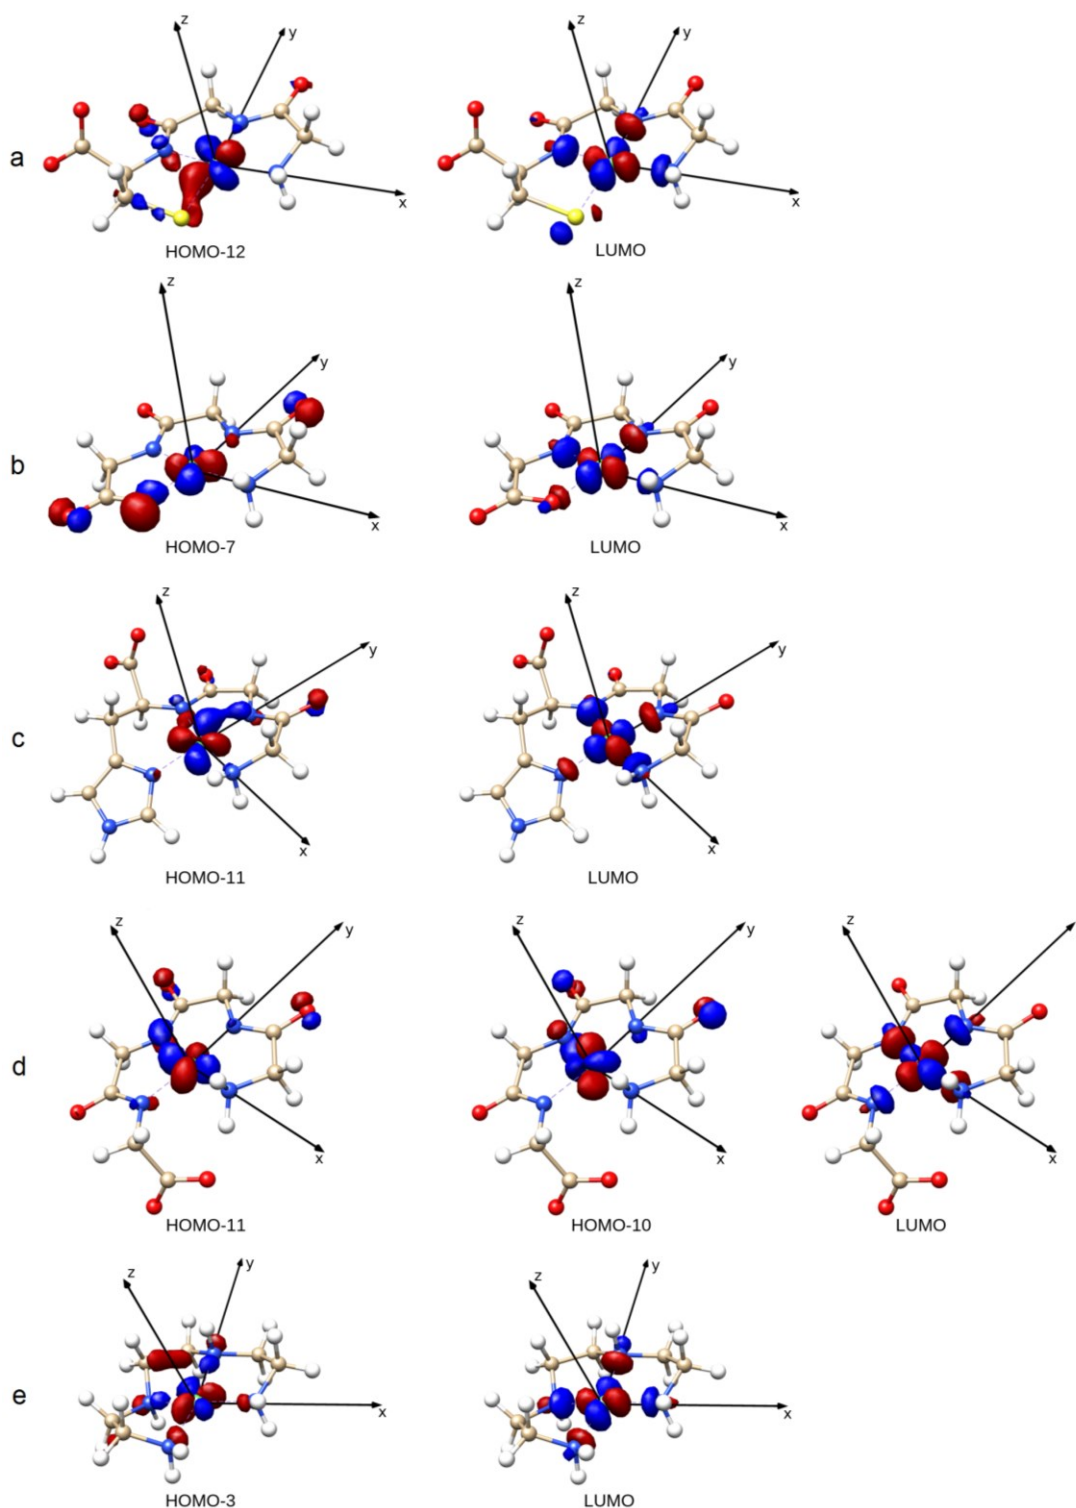 z y z y
a
x x
HOMO-12 LUMO
z z
y y
b
x x
HOMO-7 LUMO
z z
y y
c
x x
HOMO-11 LUMO
z y z y z
d
x x x
HOMO-11 HOMO-10 LUMO
z y z y
e
x x
HOMO-3 LUMO